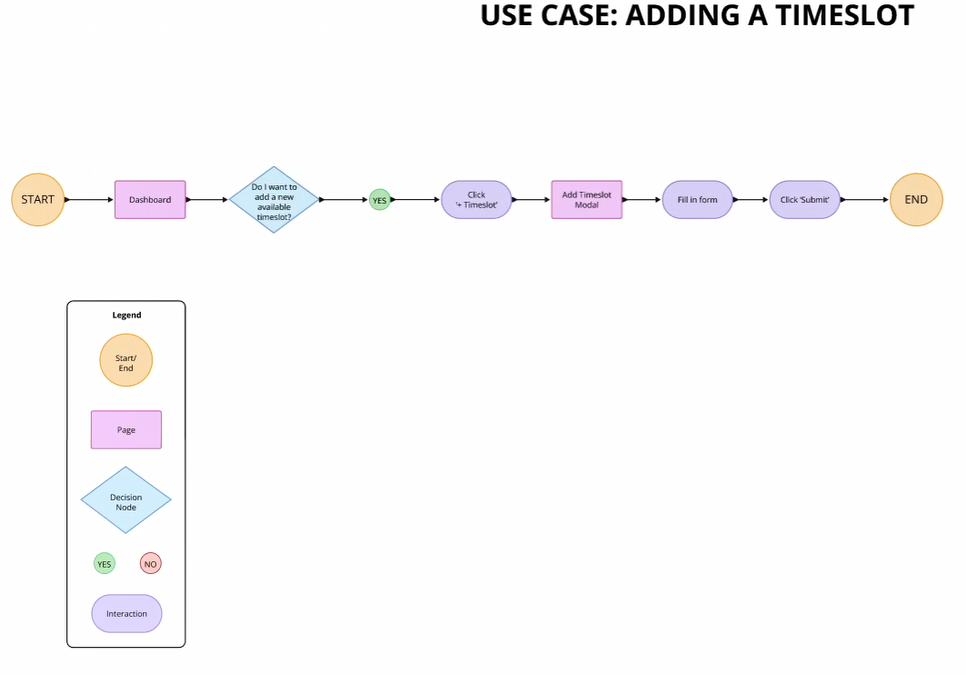 USE CASE: ADDING A TIMESLOT
START
Dashboard
Do I want to
add a new
available
timeslot?
YES
Click
'+ Timeslot'
Add Timeslot
Modal
Fill in form
Click 'Submit'
END
Legend
Start/
End
Page
Decision
Node
YES
NO
Interaction